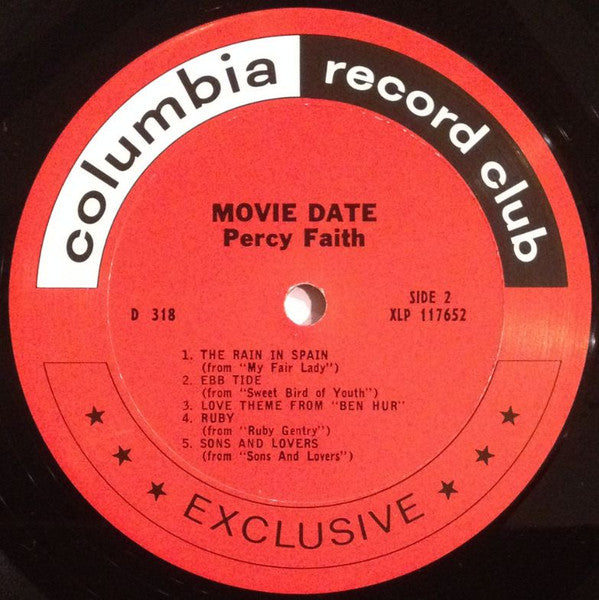 columbia record club
MOVIE DATE
Percy Faith
D 318
SIDE 2
XLP 117652
1. THE RAIN IN SPAIN
(from "My Fair Lady")
2. EBB TIDE
(from "Sweet Bird of Youth")
3. LOVE THEME FROM "BEN HUR"
4. RUBY
(from "Ruby Gentry")
5. SONS AND LOVERS
(from "Sons And Lovers")
EXCLUSIVE